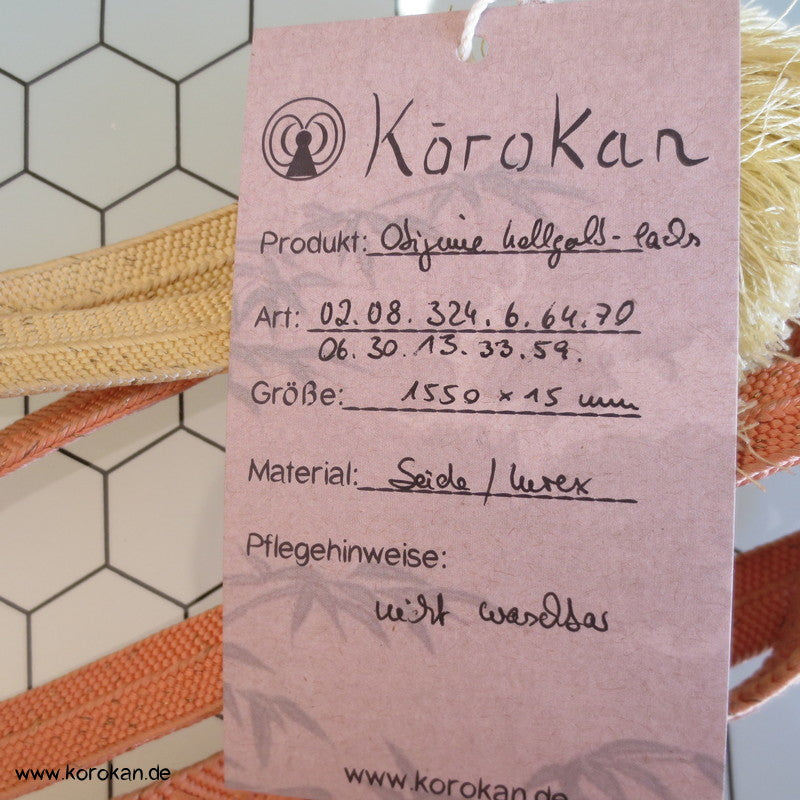 Kōrokan
Produkt: Obijime hellgold-lachs
Art: 02.08.324.6.64.70
06.30.13.33.59.
Größe: 1550 x 15 mm
Material: Seide / Lurex
Pflegehinweise:
nicht waschbar
www.korokan.de
www.korokan.de